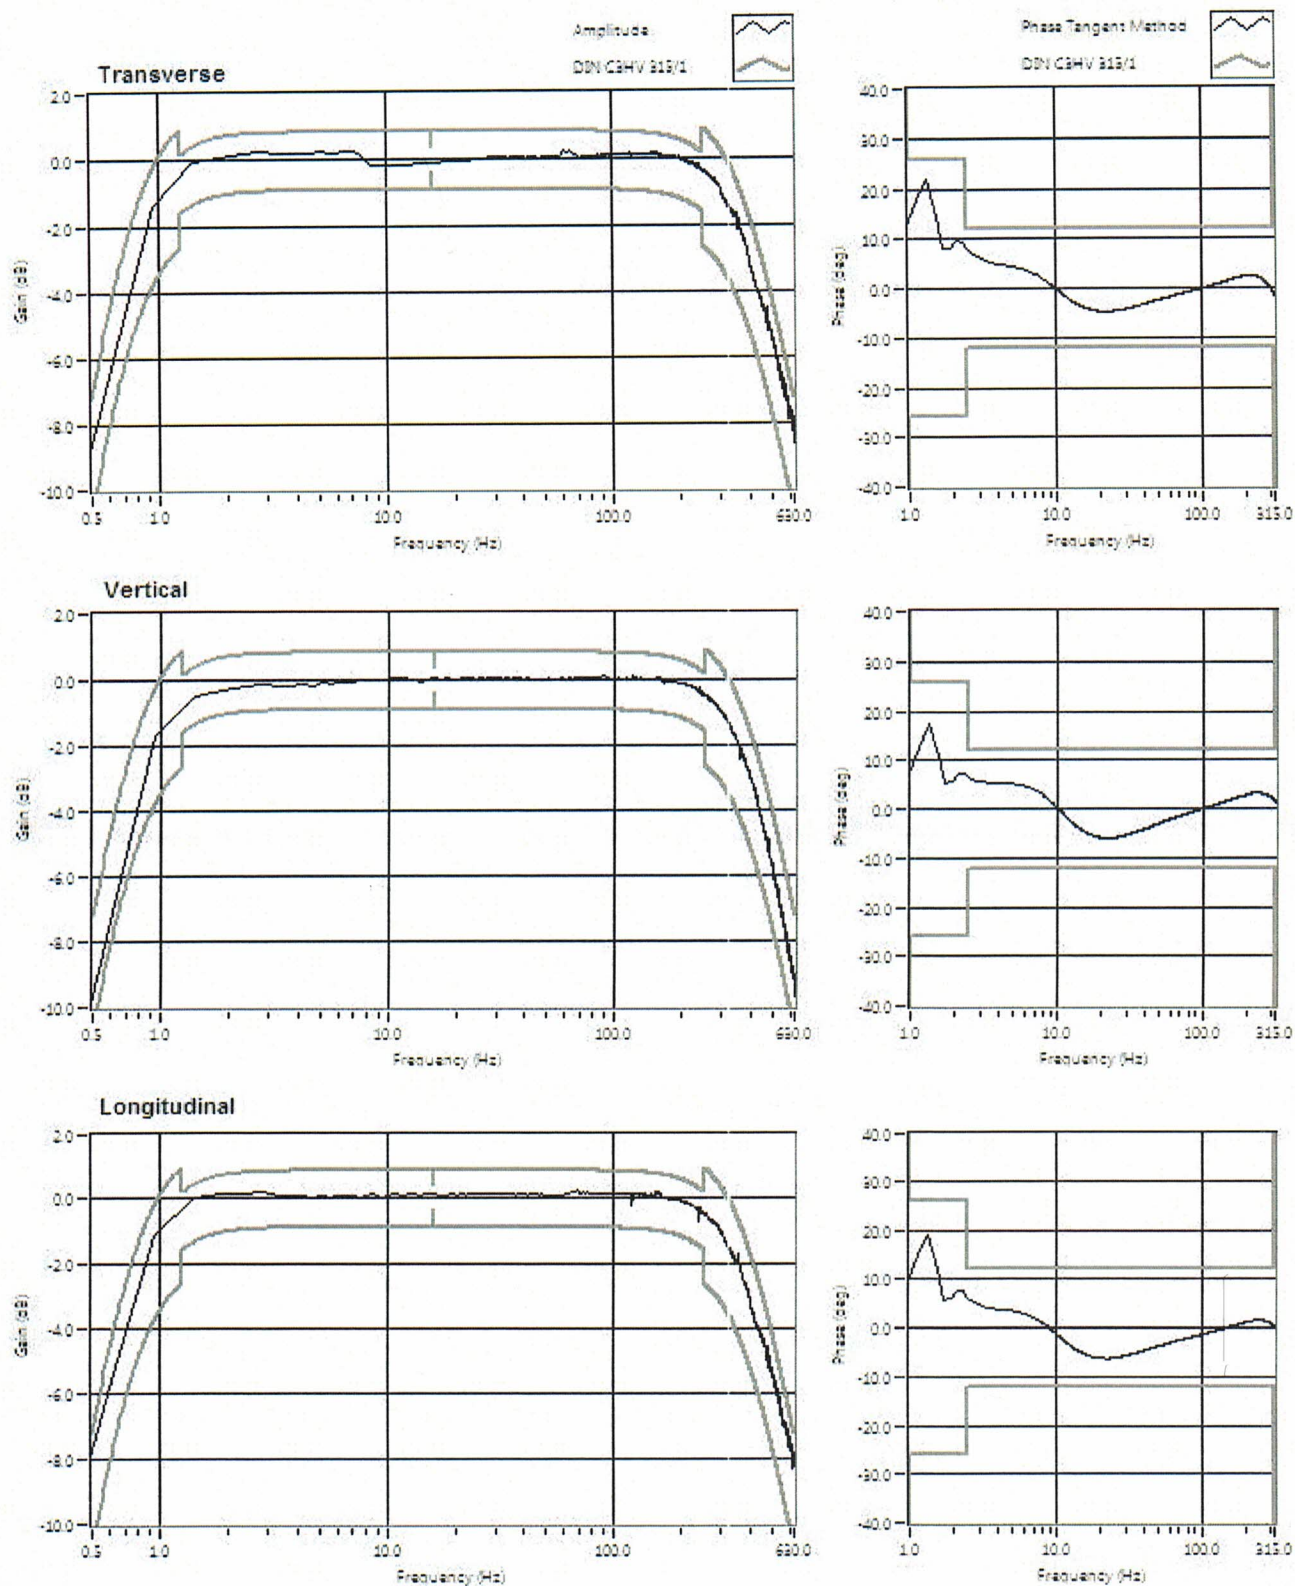 Amplitude
DIN C3HV 315/1
Phase Tangent Method
DIN C3HV 315/1
Transverse
2.0
0.0
-2.0
-4.0
-6.0
-8.0
-10.0
Gain (dB)
0.5 1.0 10.0 100.0 630.0
Frequency (Hz)
40.0
30.0
20.0
10.0
0.0
-10.0
-20.0
-30.0
-40.0
Phase (deg)
1.0 10.0 100.0 315.0
Frequency (Hz)
Vertical
2.0
0.0
-2.0
-4.0
-6.0
-8.0
-10.0
Gain (dB)
0.5 1.0 10.0 100.0 630.0
Frequency (Hz)
40.0
30.0
20.0
10.0
0.0
-10.0
-20.0
-30.0
-40.0
Phase (deg)
1.0 10.0 100.0 315.0
Frequency (Hz)
Longitudinal
2.0
0.0
-2.0
-4.0
-6.0
-8.0
-10.0
Gain (dB)
0.5 1.0 10.0 100.0 630.0
Frequency (Hz)
40.0
30.0
20.0
10.0
0.0
-10.0
-20.0
-30.0
-40.0
Phase (deg)
1.0 10.0 100.0 315.0
Frequency (Hz)